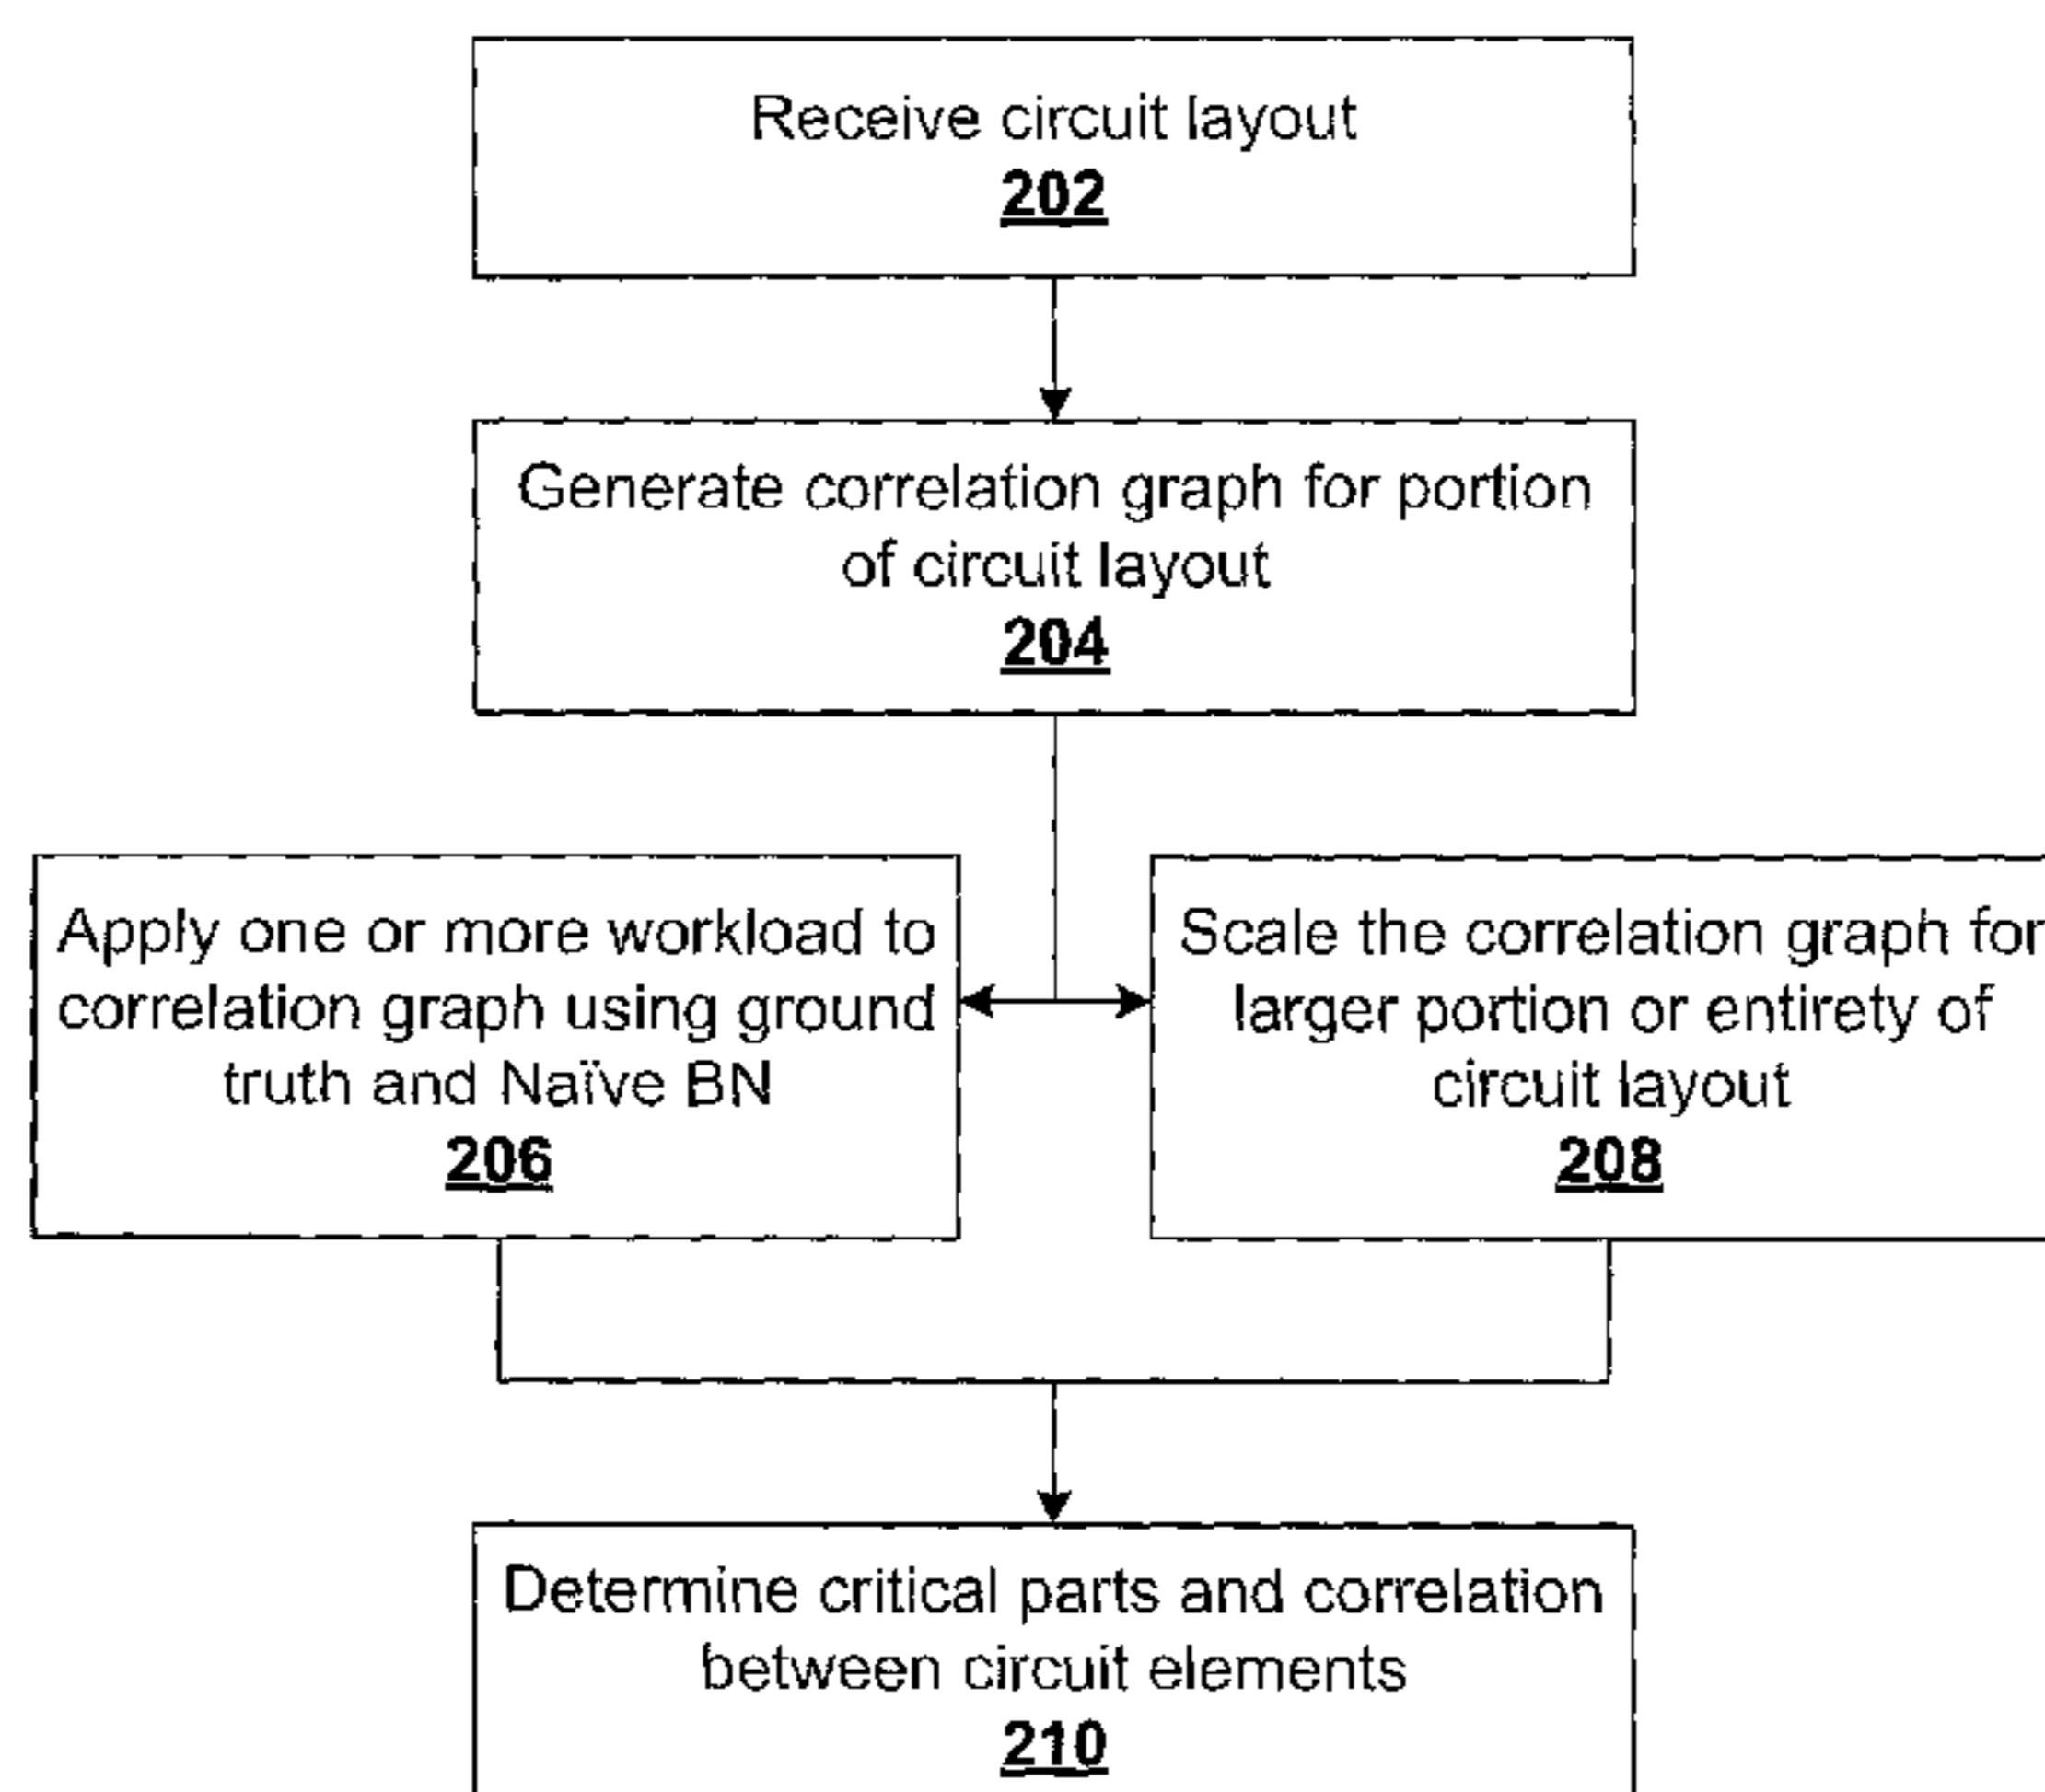 Receive circuit layout
202
Generate correlation graph for portion
of circuit layout
204
Apply one or more workload to
correlation graph using ground
truth and Naïve BN
206
Scale the correlation graph for
larger portion or entirety of
circuit layout
208
Determine critical parts and correlation
between circuit elements
210